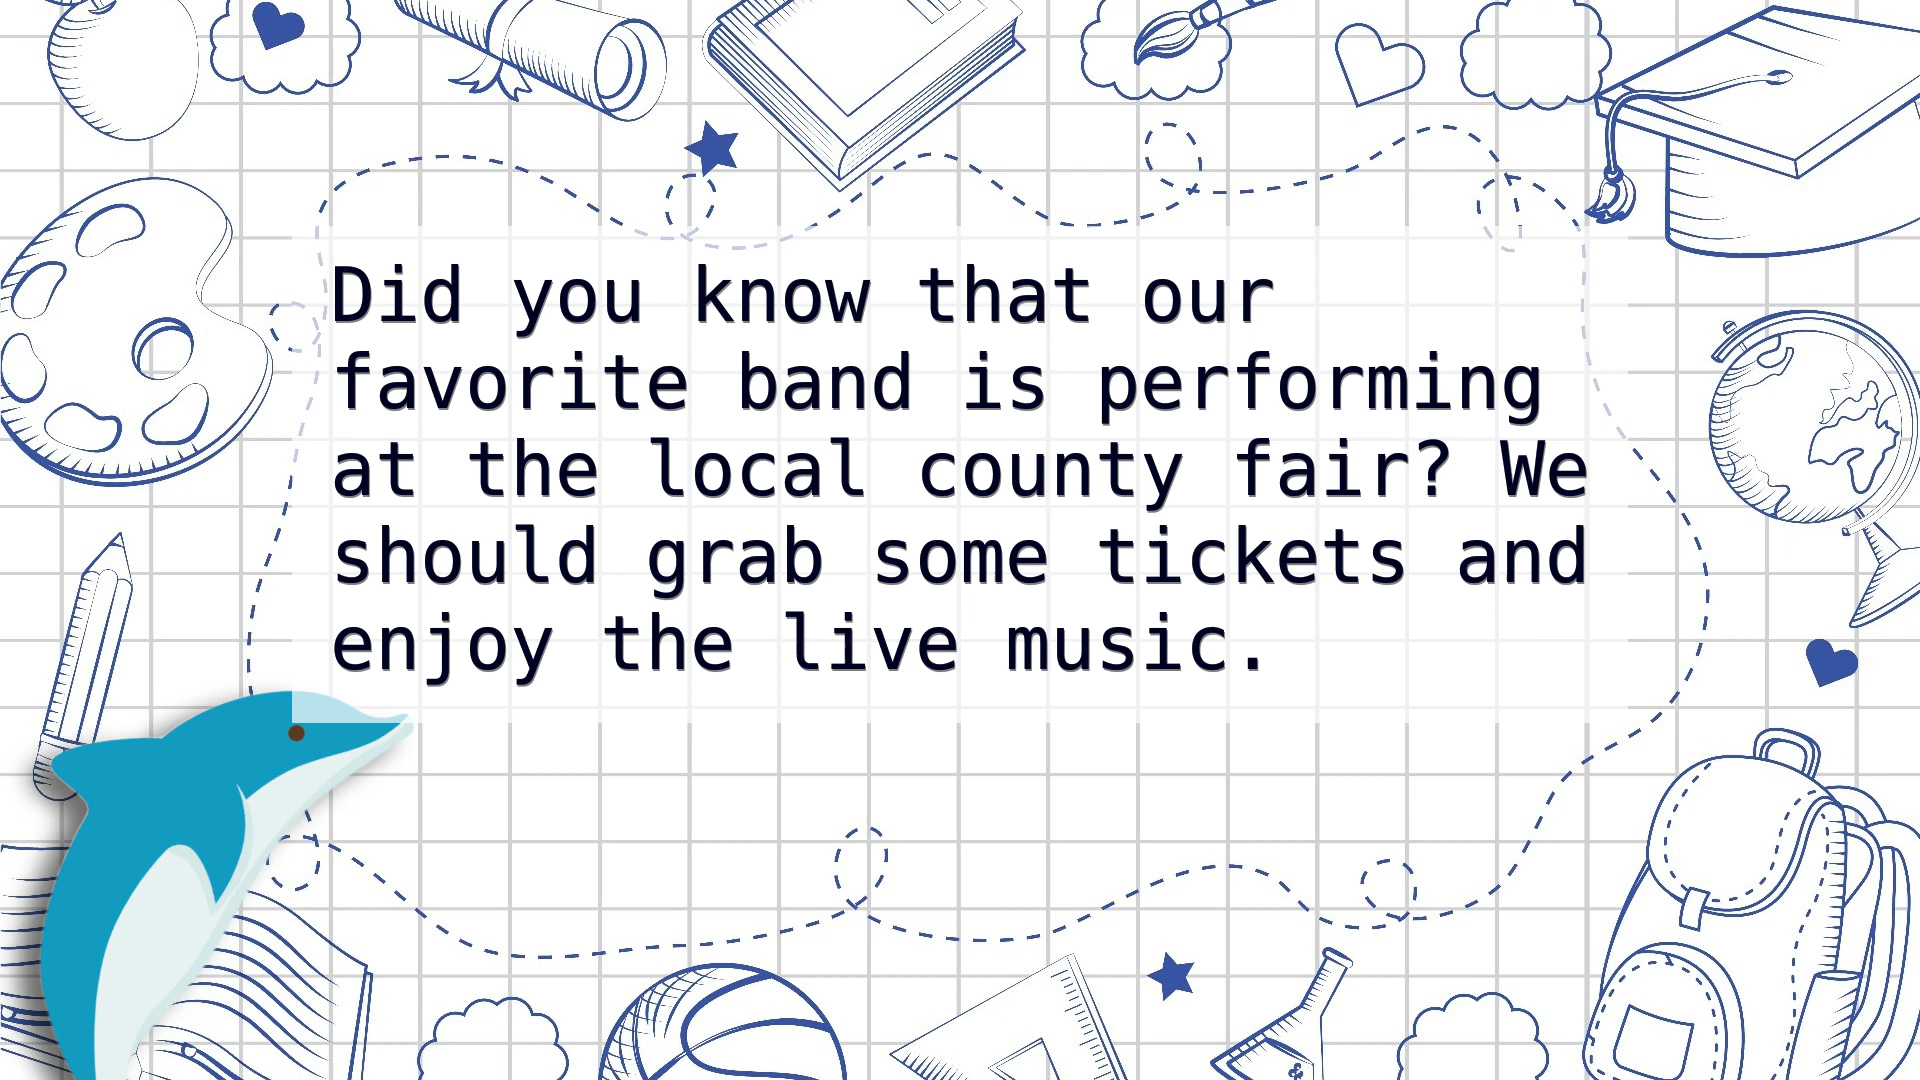 Did you know that our
favorite band is performing
at the local county fair? We
should grab some tickets and
enjoy the live music.